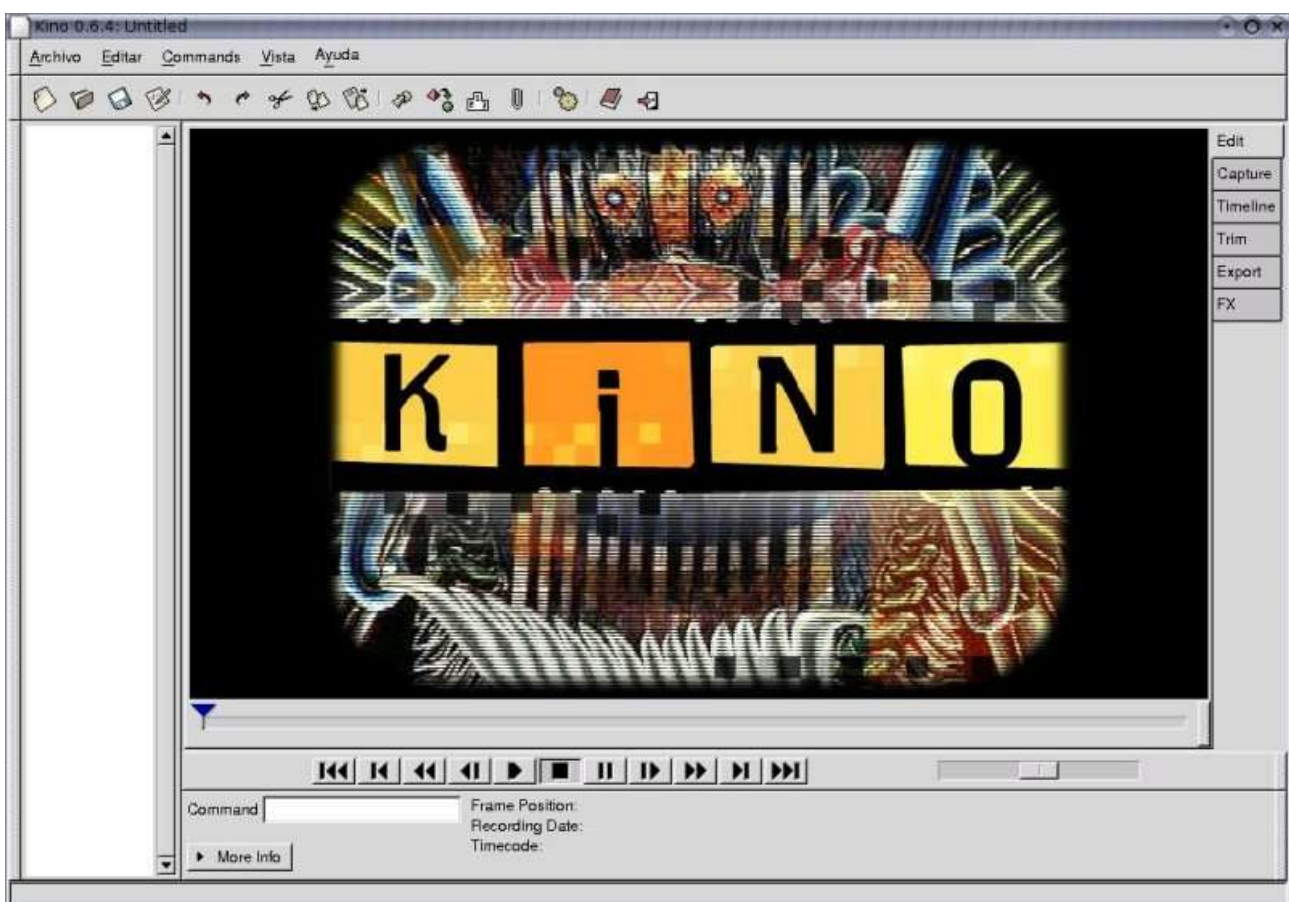 Kino 0.6.4: Untitled
Archivo Editar Commands Vista Ayuda
Edit
Capture
Timeline
Trim
Export
FX
KiNO
Command
Frame Position:
Recording Date:
Timecode:
More Info